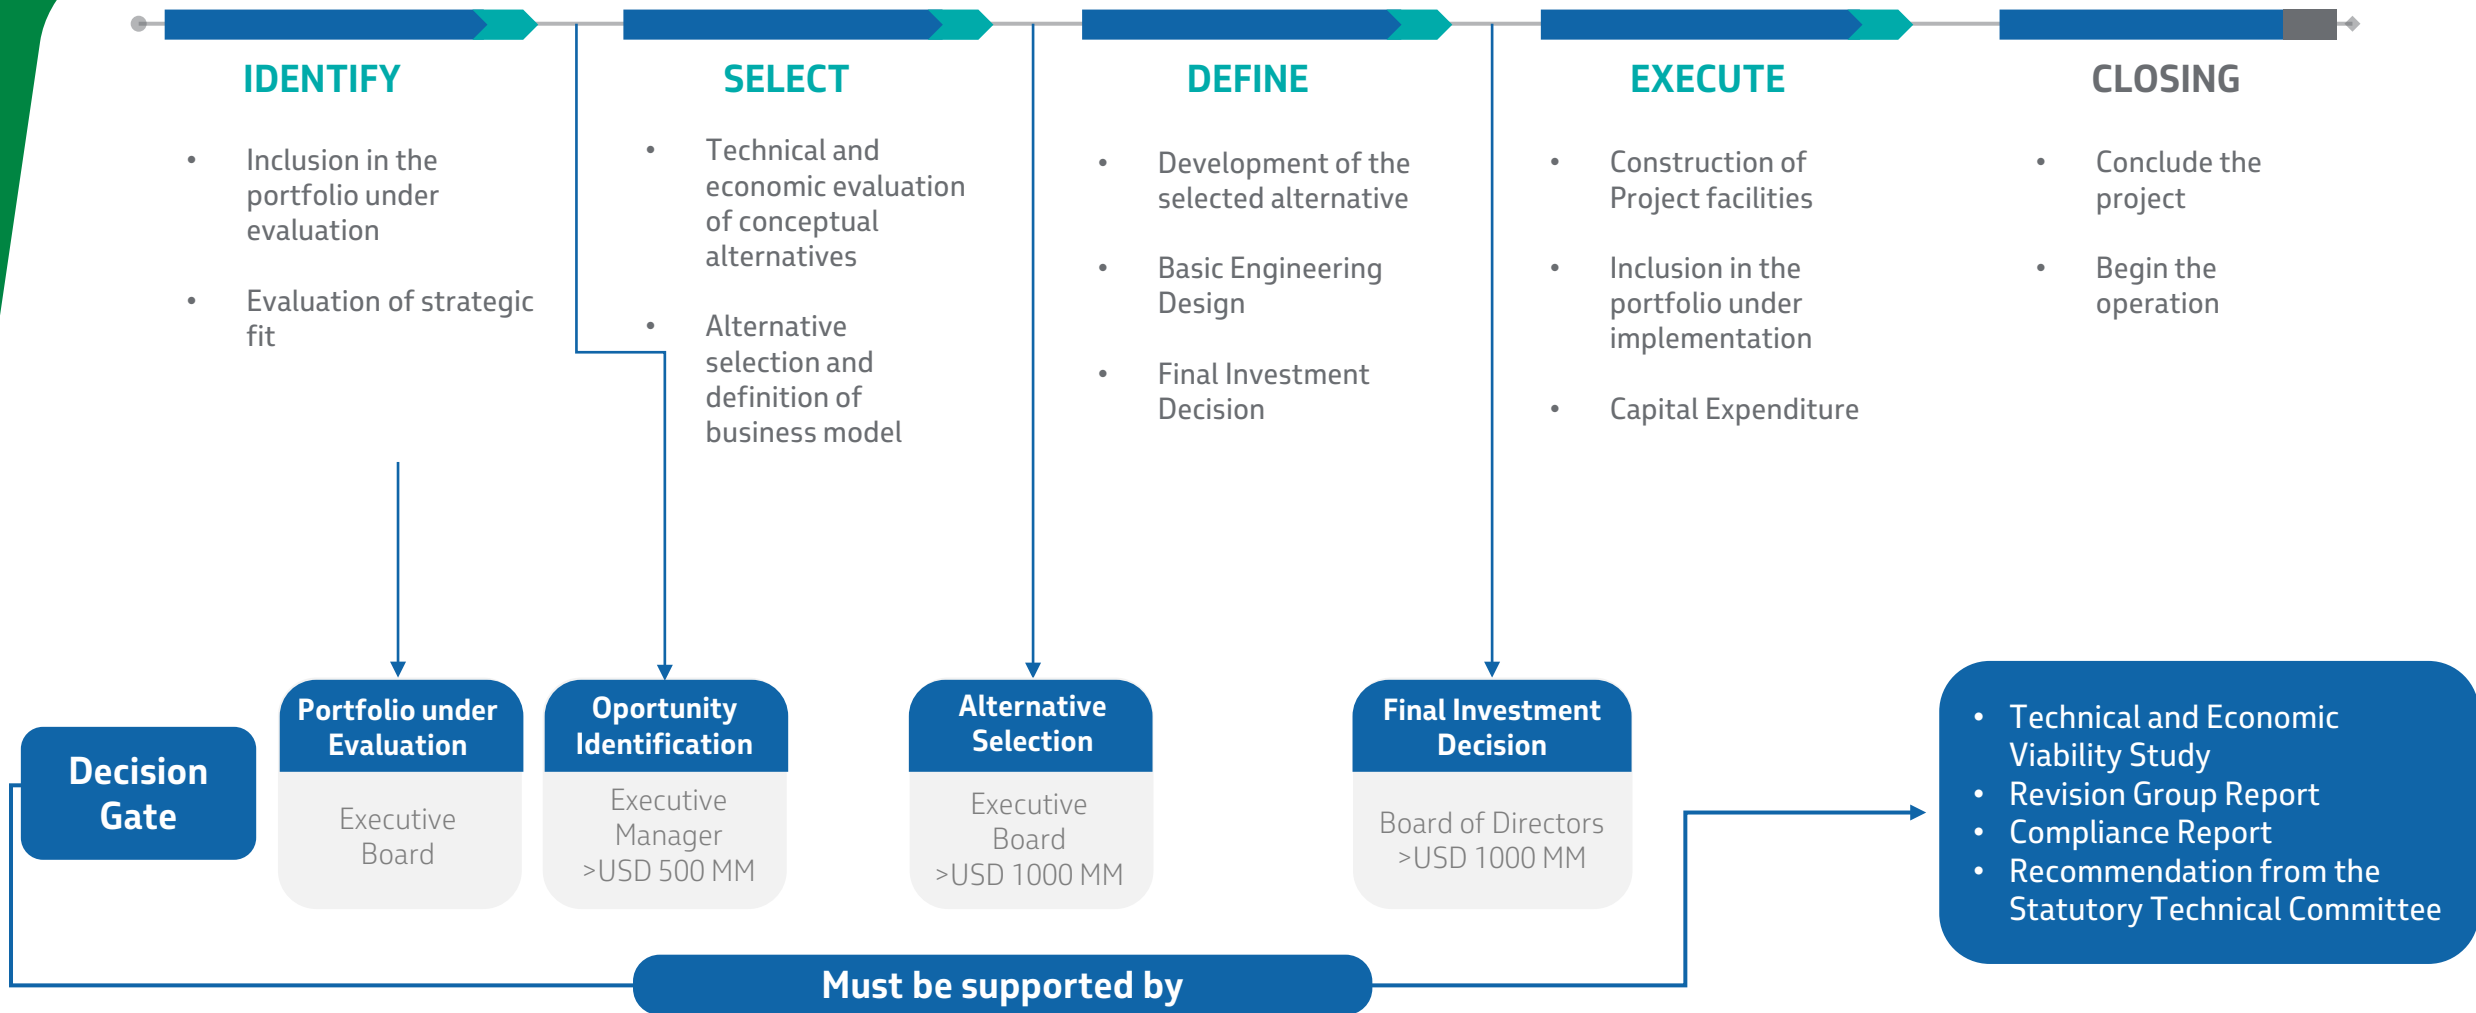 IDENTIFY
• Inclusion in the
portfolio under
evaluation
• Evaluation of strategic
fit
SELECT
• Technical and
economic evaluation
of conceptual
alternatives
• Alternative
selection and
definition of
business model
DEFINE
• Development of the
selected alternative
• Basic Engineering
Design
• Final Investment
Decision
EXECUTE
• Construction of
Project facilities
• Inclusion in the
portfolio under
implementation
• Capital Expenditure
CLOSING
• Conclude the
project
• Begin the
operation
Decision
Gate
Portfolio under
Evaluation
Executive
Board
Oportunity
Identification
Executive
Manager
>USD 500 MM
Alternative
Selection
Executive
Board
>USD 1000 MM
Final Investment
Decision
Board of Directors
>USD 1000 MM
Must be supported by
• Technical and Economic
Viability Study
• Revision Group Report
• Compliance Report
• Recommendation from the
Statutory Technical Committee